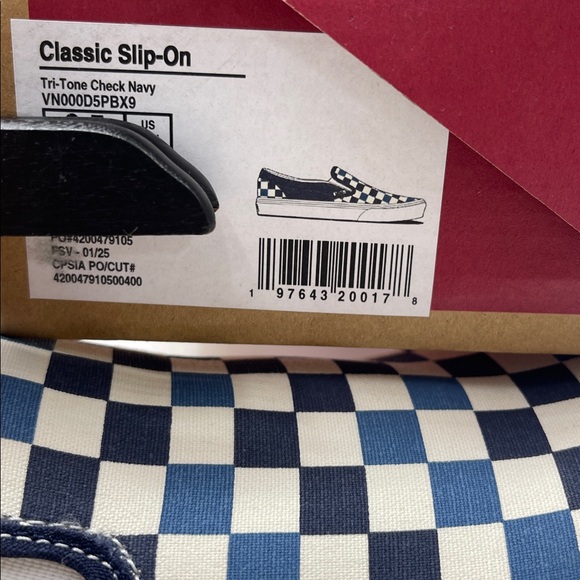 Classic Slip-On
Tri-Tone Check Navy
VN000D5PBX9
US
PO#4200479105
FSV - 01/25
CPSIA PO/CUT#
420047910500400
1 97643 20017 8